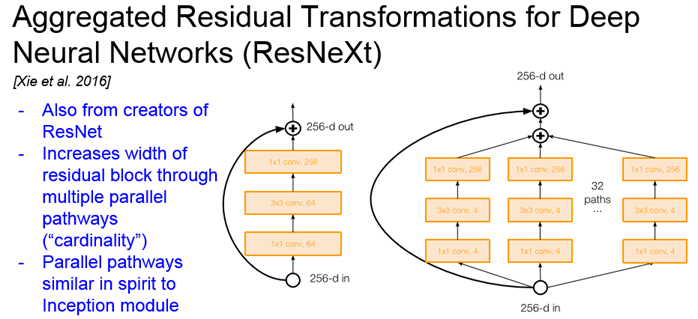 Aggregated Residual Transformations for Deep
Neural Networks (ResNeXt)
[Xie et al. 2016]
- Also from creators of
ResNet
- Increases width of
residual block through
multiple parallel
pathways
("cardinality")
- Parallel pathways
similar in spirit to
Inception module
256-d out
1x1 conv, 256
3x3 conv, 64
1x1 conv, 64
256-d in
256-d out
1x1 conv, 256 1x1 conv, 256 1x1 conv, 256
32
paths
...
3x3 conv, 4 3x3 conv, 4 3x3 conv, 4
1x1 conv, 4 1x1 conv, 4 1x1 conv, 4
256-d in